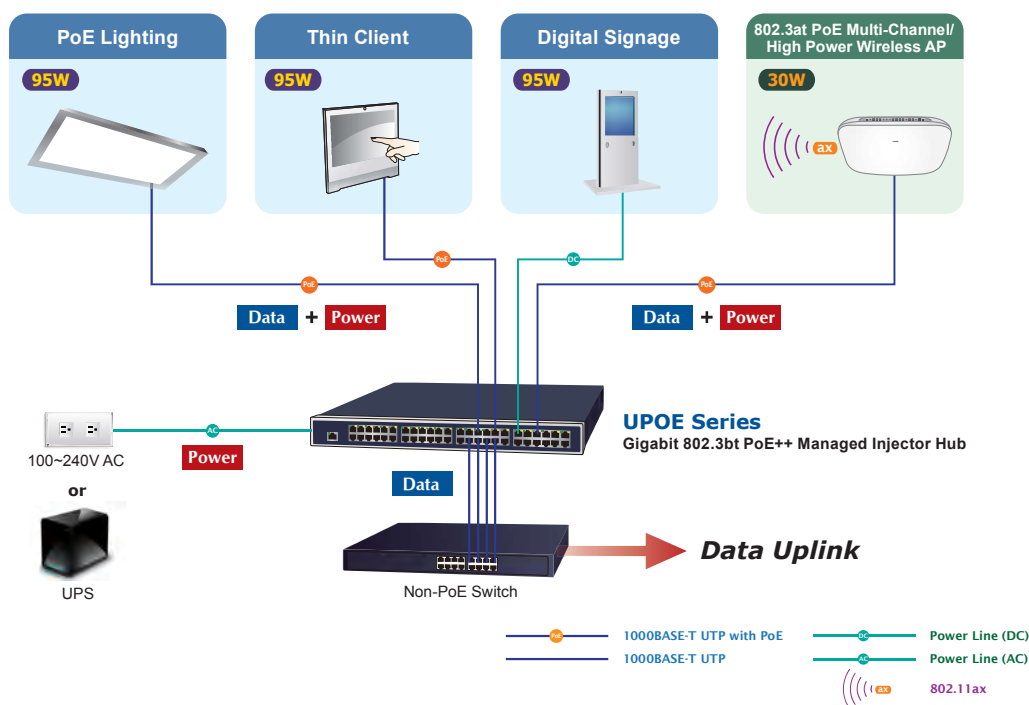 PoE Lighting
Thin Client
Digital Signage
802.3at PoE Multi-Channel/
High Power Wireless AP
95W
95W
95W
30W
ax
PoE
DC
PoE
PoE
Data + Power
Data + Power
UPOE Series
Gigabit 802.3bt PoE++ Managed Injector Hub
AC
100~240V AC
Power
or
UPS
Data
Data Uplink
Non-PoE Switch
PoE
1000BASE-T UTP with PoE
DC
Power Line (DC)
1000BASE-T UTP
AC
Power Line (AC)
ax
802.11ax